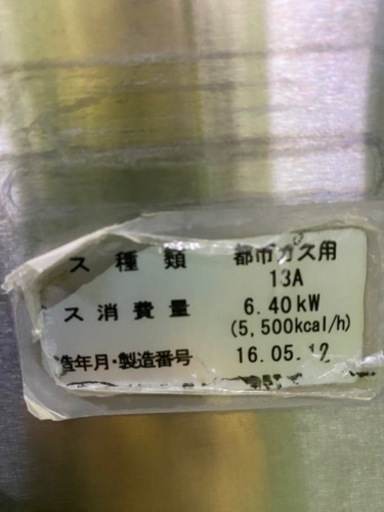 ス種類 都市ガス用
13A
ス消費量 6.40kW
(5,500kcal/h)
造年月・製造番号 16.05.12